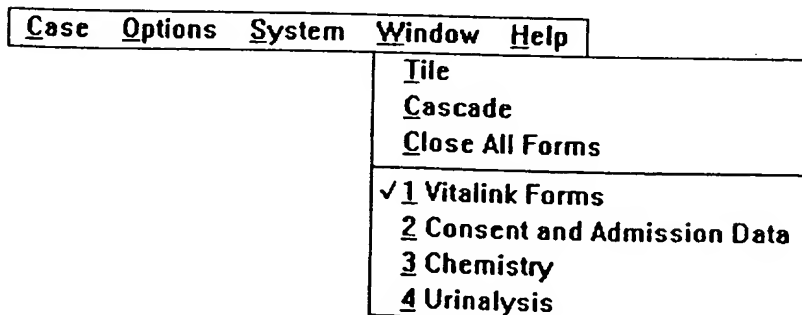 Case Options System Window Help
Tile
Cascade
Close All Forms
✓ 1 Vitalink Forms
2 Consent and Admission Data
3 Chemistry
4 Urinalysis